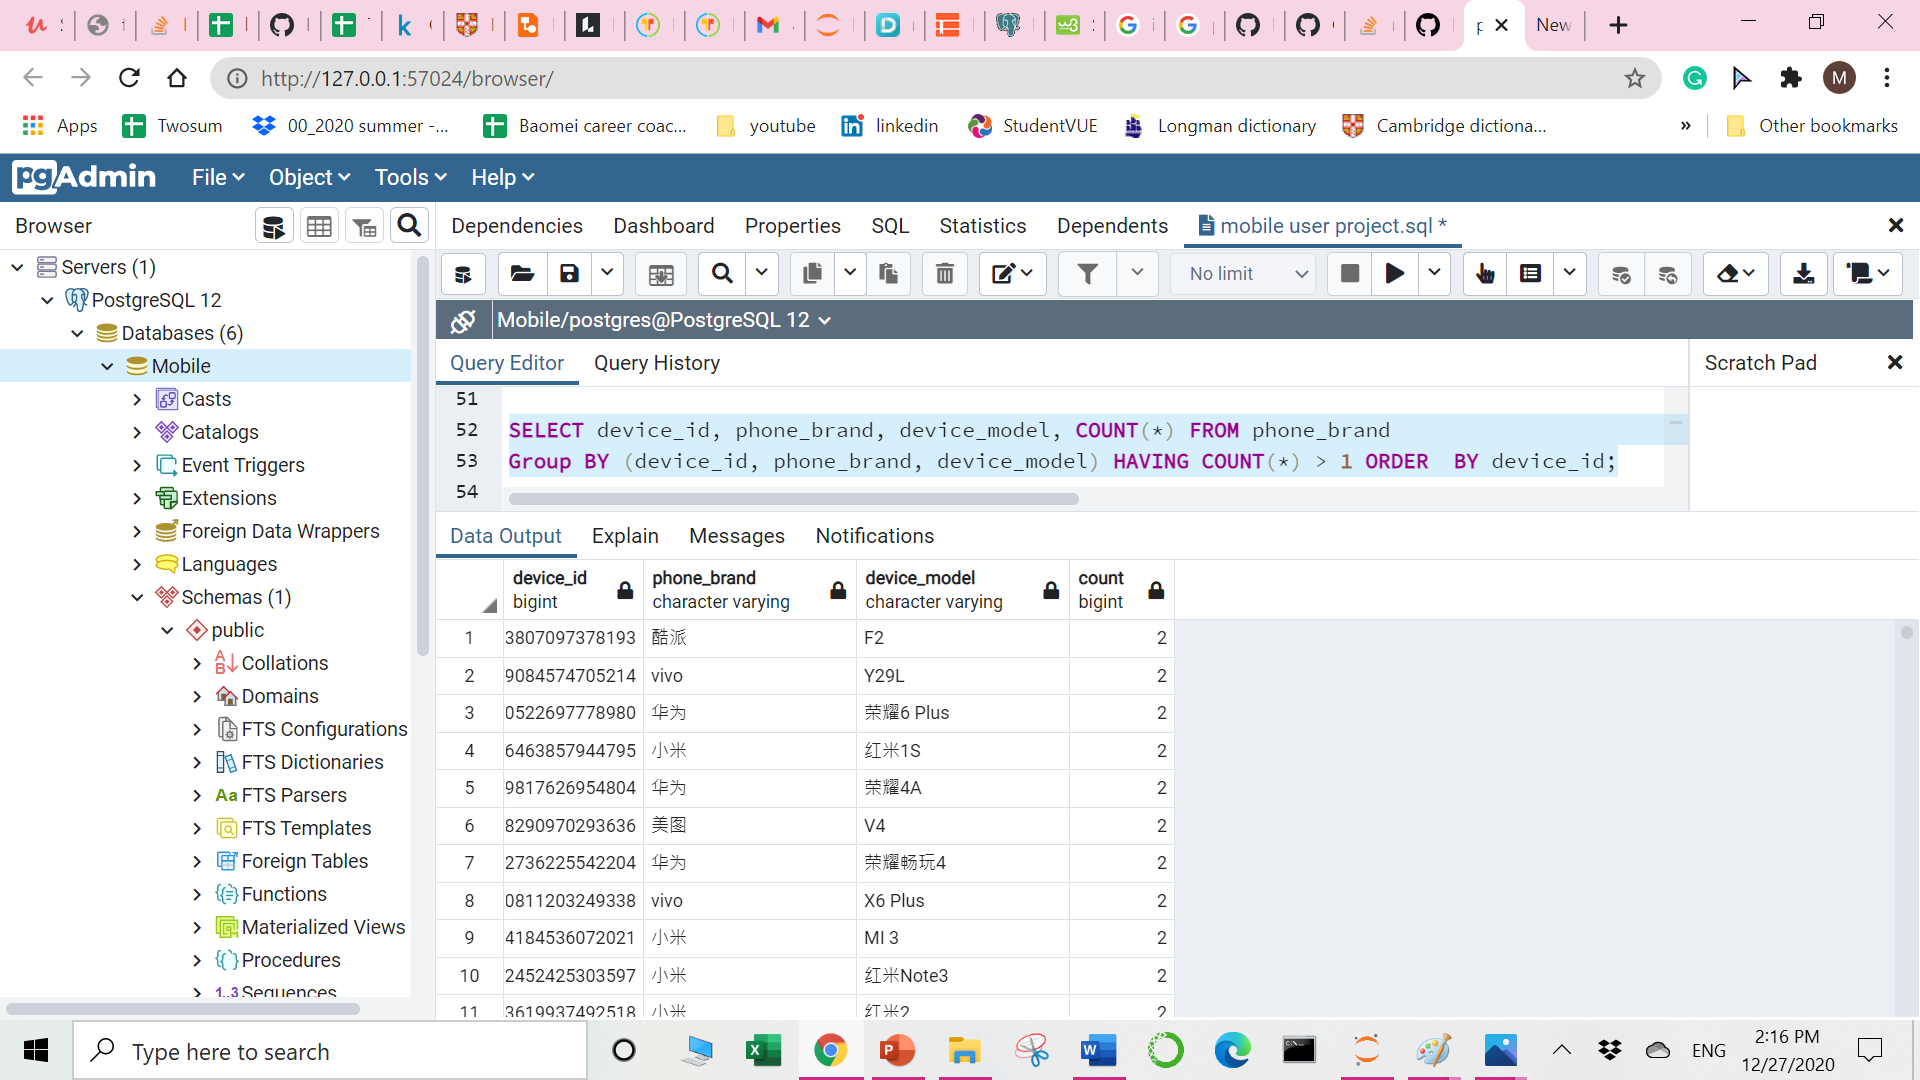 New
http://127.0.0.1:57024/browser/
M
Apps Twosum 00_2020 summer -... Baomei career coac... youtube linkedin StudentVUE Longman dictionary Cambridge dictiona... » Other bookmarks
pgAdmin File Object Tools Help
Browser
Dependencies Dashboard Properties SQL Statistics Dependents mobile user project.sql *
No limit
Servers (1)
PostgreSQL 12
Databases (6)
Mobile
Casts
Catalogs
Event Triggers
Extensions
Foreign Data Wrappers
Languages
Schemas (1)
public
Collations
Domains
FTS Configurations
FTS Dictionaries
Aa FTS Parsers
FTS Templates
Foreign Tables
Functions
Materialized Views
Procedures
1..3 Sequences
Mobile/postgres@PostgreSQL 12
Query Editor Query History
Scratch Pad
51
52 SELECT device_id, phone_brand, device_model, COUNT(*) FROM phone_brand
53 Group BY (device_id, phone_brand, device_model) HAVING COUNT(*) > 1 ORDER  BY device_id;
54
Data Output Explain Messages Notifications
device_id phone_brand device_model count
bigint character varying character varying bigint
1 3807097378193 酷派 F2 2
2 9084574705214 vivo Y29L 2
3 0522697778980 华为 荣耀6 Plus 2
4 6463857944795 小米 红米1S 2
5 9817626954804 华为 荣耀4A 2
6 8290970293636 美图 V4 2
7 2736225542204 华为 荣耀畅玩4 2
8 0811203249338 vivo X6 Plus 2
9 4184536072021 小米 MI 3 2
10 2452425303597 小米 红米Note3 2
11 3619937492518 小米 红米2 2
Type here to search
ENG
2:16 PM
12/27/2020